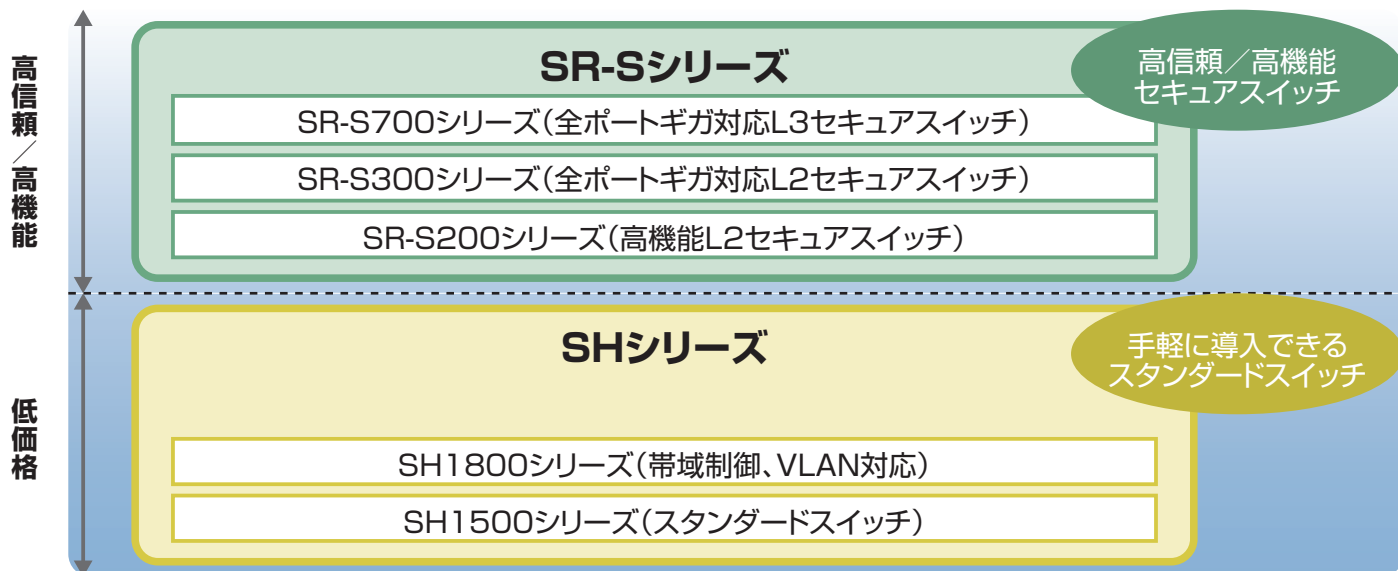 高信頼／高機能
SR-Sシリーズ
高信頼／高機能
セキュアスイッチ
SR-S700シリーズ（全ポートギガ対応L3セキュアスイッチ）
SR-S300シリーズ（全ポートギガ対応L2セキュアスイッチ）
SR-S200シリーズ（高機能L2セキュアスイッチ）
低価格
SHシリーズ
手軽に導入できる
スタンダードスイッチ
SH1800シリーズ（帯域制御、VLAN対応）
SH1500シリーズ（スタンダードスイッチ）